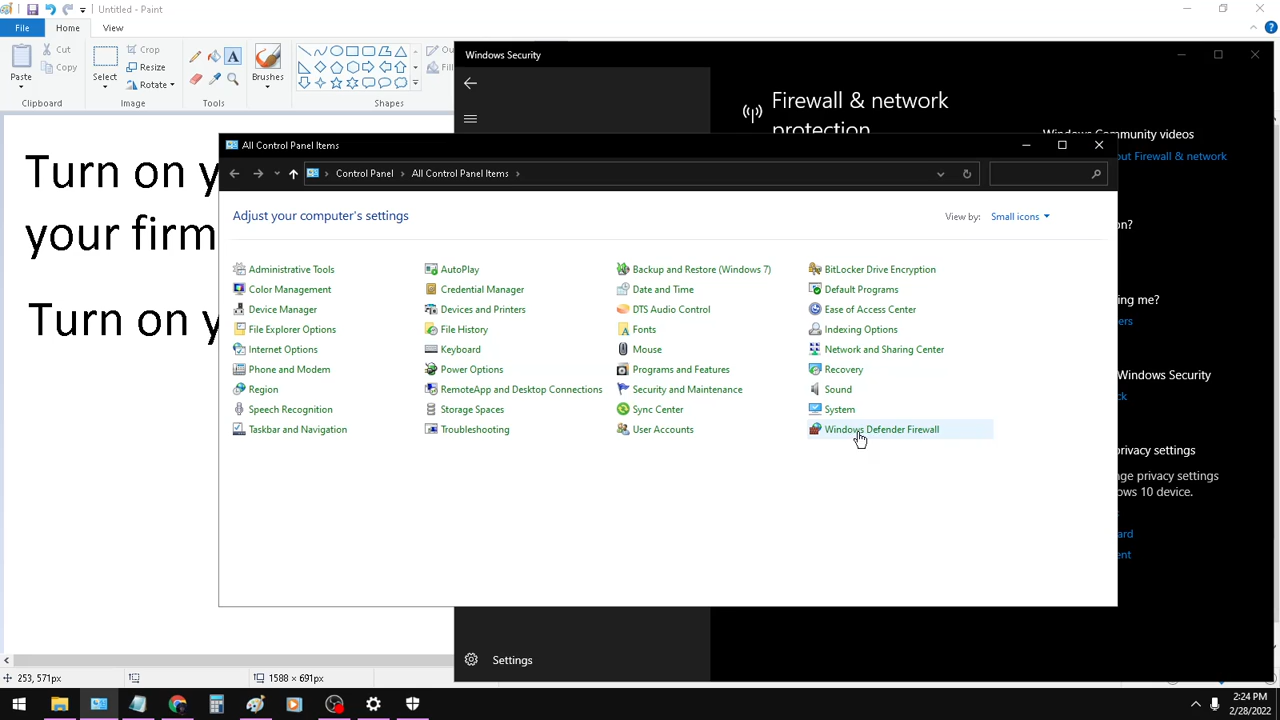 Untitled - Paint
File
Home
View
Paste
Clipboard
Cut
Copy
Select
Crop
Resize
Rotate
Image
Tools
Brushes
Shapes
Turn on y
your firm
Turn on y
Windows Security
Firewall & network
protection
Windows Community videos
out Firewall & network
on?
ing me?
ers
Windows Security
ck
privacy settings
ge privacy settings
ows 10 device.
ard
ent
Settings
All Control Panel Items
Control Panel
All Control Panel Items
Adjust your computer's settings
View by: Small icons
Administrative Tools
AutoPlay
Backup and Restore (Windows 7)
BitLocker Drive Encryption
Color Management
Credential Manager
Date and Time
Default Programs
Device Manager
Devices and Printers
DTS Audio Control
Ease of Access Center
File Explorer Options
File History
Fonts
Indexing Options
Internet Options
Keyboard
Mouse
Network and Sharing Center
Phone and Modem
Power Options
Programs and Features
Recovery
Region
RemoteApp and Desktop Connections
Security and Maintenance
Sound
Speech Recognition
Storage Spaces
Sync Center
System
Taskbar and Navigation
Troubleshooting
User Accounts
Windows Defender Firewall
253, 571px
1588 × 691px
2:24 PM
2/28/2022